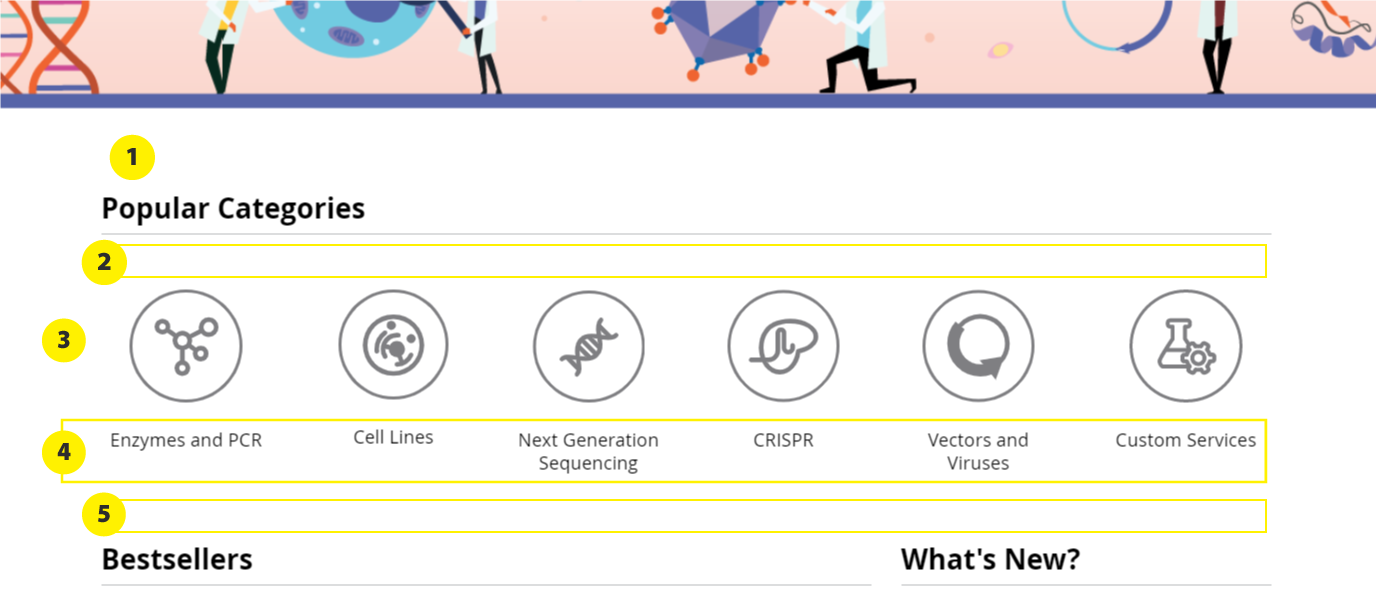 1
Popular Categories
2
3
4
Enzymes and PCR
Cell Lines
Next Generation
Sequencing
CRISPR
Vectors and
Viruses
Custom Services
5
Bestsellers
What's New?